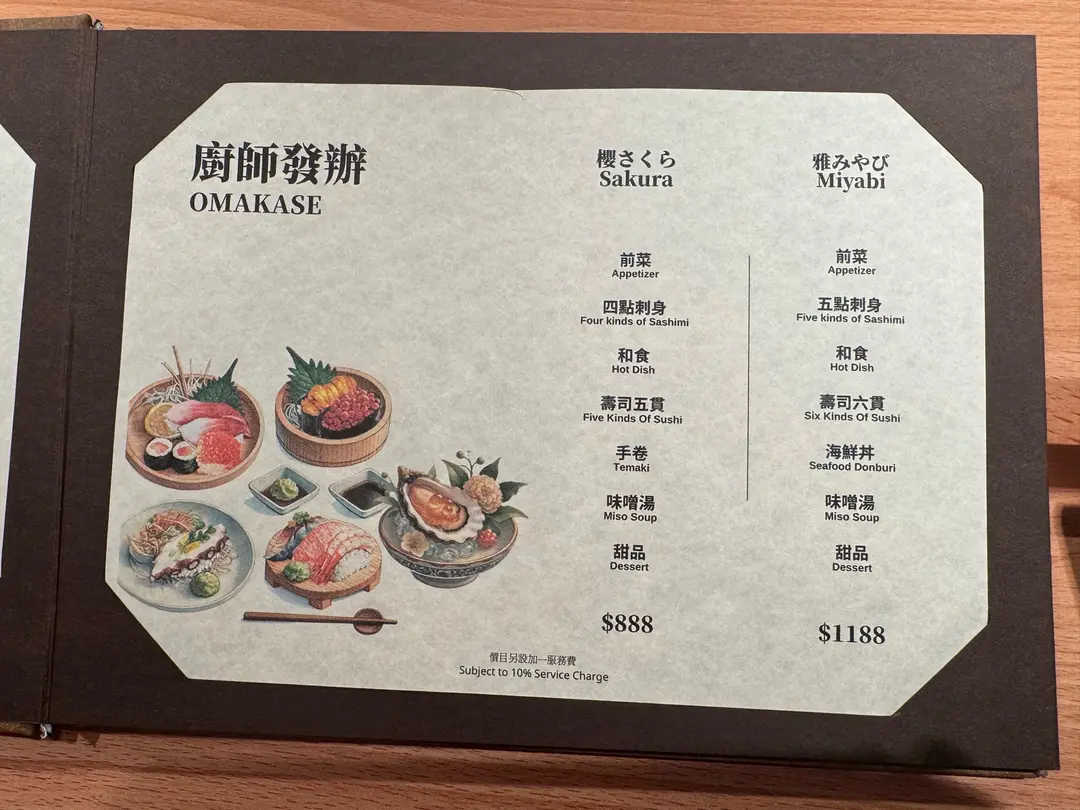 廚師發辦
OMAKASE
櫻さくら
Sakura
前菜
Appetizer
四點刺身
Four kinds of Sashimi
和食
Hot Dish
壽司五貫
Five Kinds Of Sushi
手卷
Temaki
味噌湯
Miso Soup
甜品
Dessert
$888
雅みやび
Miyabi
前菜
Appetizer
五點刺身
Five kinds of Sashimi
和食
Hot Dish
壽司六貫
Six Kinds Of Sushi
海鮮丼
Seafood Donburi
味噌湯
Miso Soup
甜品
Dessert
$1188
價目另設加一服務費
Subject to 10% Service Charge